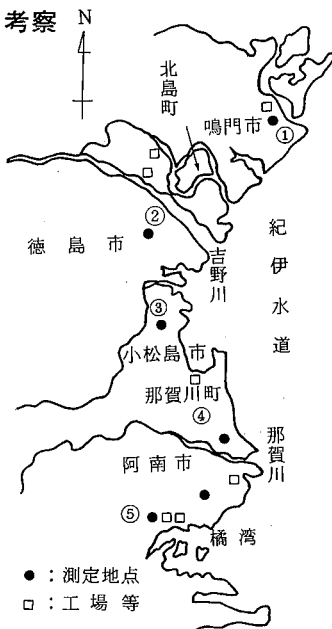 考察
N
北島町
鳴門市
①
②
徳島市
吉野川
紀伊水道
③
小松島市
那賀川町
④
那賀川
阿南市
⑤
橘湾
●：測定地点
□：工場等